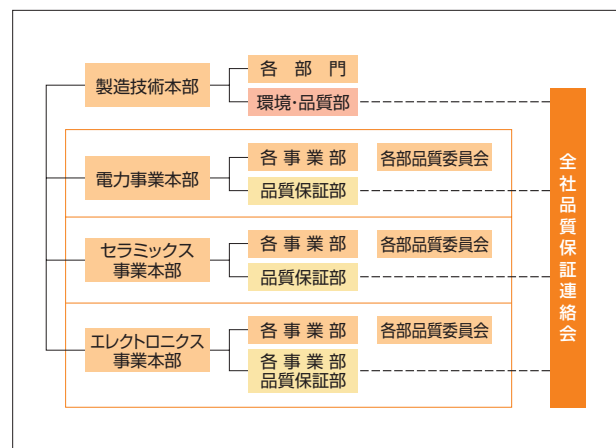 製造技術本部
各部門
環境・品質部
電力事業本部
各事業部
各部品質委員会
品質保証部
セラミックス
事業本部
各事業部
各部品質委員会
品質保証部
エレクトロニクス
事業本部
各事業部
各部品質委員会
各事業部
品質保証部
全社品質保証連絡会